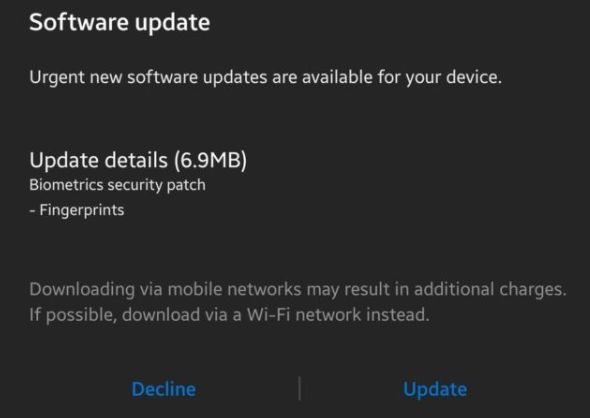 Software update
Urgent new software updates are available for your device.
Update details (6.9MB)
Biometrics security patch
- Fingerprints
Downloading via mobile networks may result in additional charges.
If possible, download via a Wi-Fi network instead.
Decline
Update